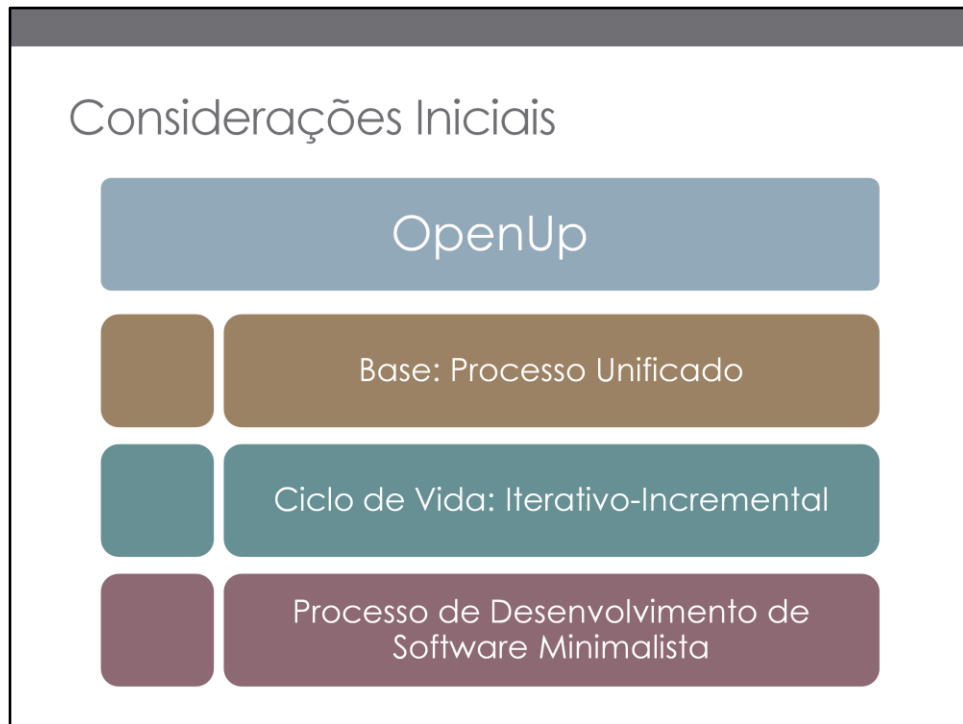 Considerações Iniciais
OpenUp
Base: Processo Unificado
Ciclo de Vida: Iterativo-Incremental
Processo de Desenvolvimento de
Software Minimalista